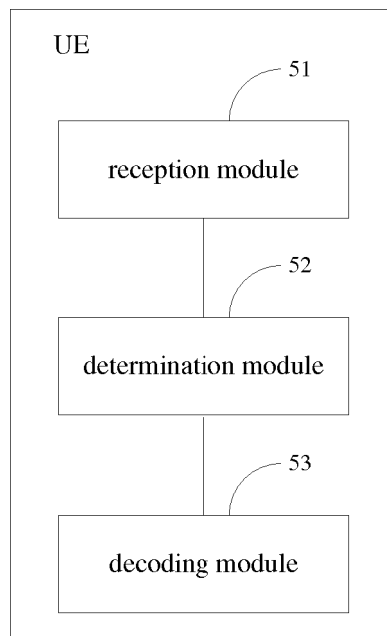 UE
51
reception module
52
determination module
53
decoding module